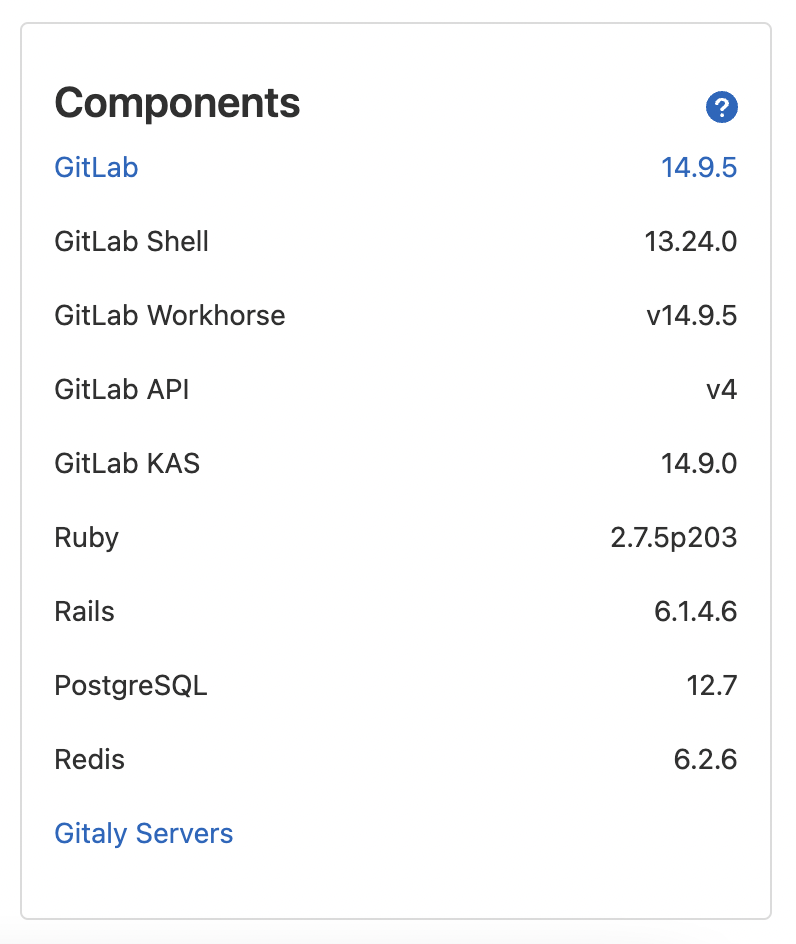 Components ?
GitLab 14.9.5
GitLab Shell 13.24.0
GitLab Workhorse v14.9.5
GitLab API v4
GitLab KAS 14.9.0
Ruby 2.7.5p203
Rails 6.1.4.6
PostgreSQL 12.7
Redis 6.2.6
Gitaly Servers